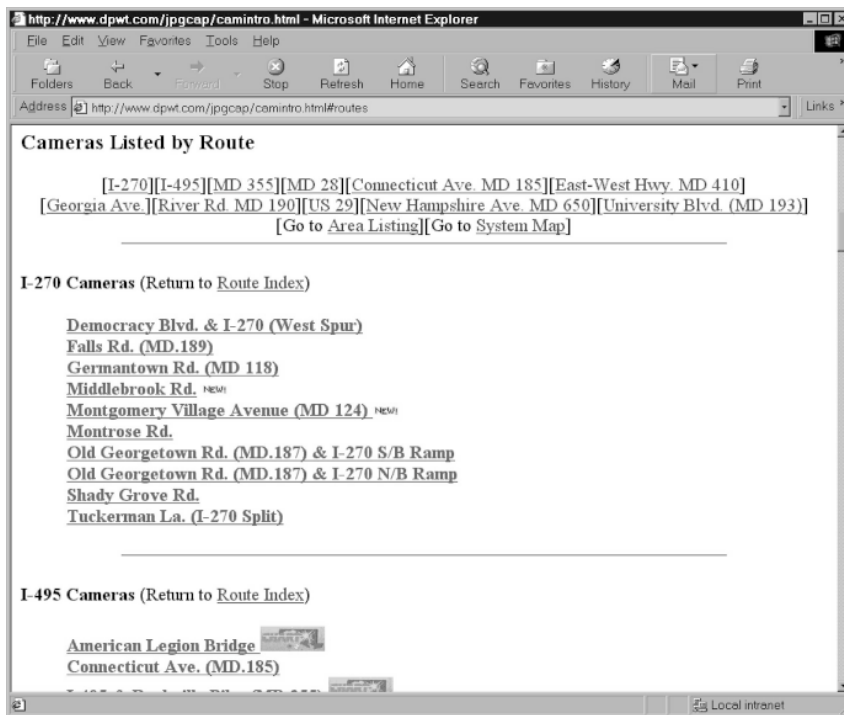 http://www.dpwt.com/jpgcap/camintro.html - Microsoft Internet Explorer
File Edit View Favorites Tools Help
Folders Back Forward Stop Refresh Home Search Favorites History Mail Print
Address http://www.dpwt.com/jpgcap/camintro.html#routes Links
Cameras Listed by Route
[I-270][I-495][MD 355][MD 28][Connecticut Ave. MD 185][East-West Hwy. MD 410]
[Georgia Ave.][River Rd. MD 190][US 29][New Hampshire Ave. MD 650][University Blvd. (MD 193)]
[Go to Area Listing][Go to System Map]
I-270 Cameras (Return to Route Index)
Democracy Blvd. & I-270 (West Spur)
Falls Rd. (MD.189)
Germantown Rd. (MD 118)
Middlebrook Rd. NEW!
Montgomery Village Avenue (MD 124) NEW!
Montrose Rd.
Old Georgetown Rd. (MD.187) & I-270 S/B Ramp
Old Georgetown Rd. (MD.187) & I-270 N/B Ramp
Shady Grove Rd.
Tuckerman La. (I-270 Split)
I-495 Cameras (Return to Route Index)
American Legion Bridge
Connecticut Ave. (MD.185)
Local intranet